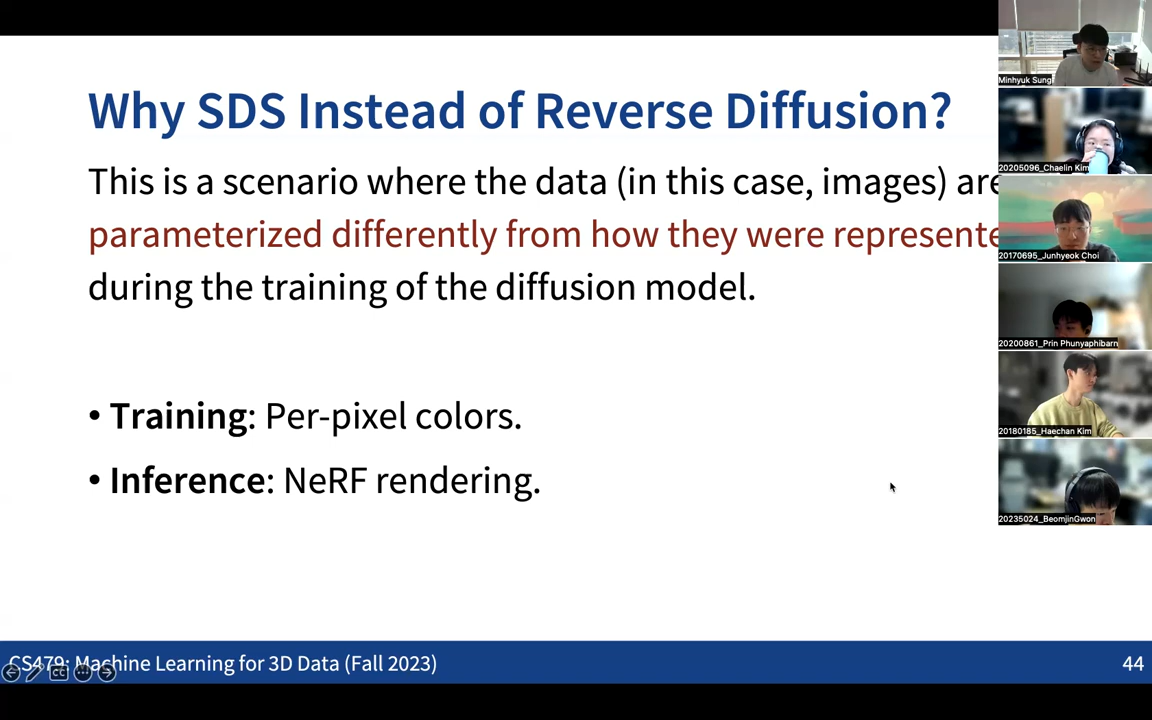 Why SDS Instead of Reverse Diffusion?
This is a scenario where the data (in this case, images) are
parameterized differently from how they were represente
during the training of the diffusion model.
• Training: Per-pixel colors.
• Inference: NeRF rendering.
CS479: Machine Learning for 3D Data (Fall 2023)
44
Minhyuk Sung
20205096_Chaelin Kim
20170695_Junhyeok Choi
20200861_Prin Phunyaphibarn
20180185_Haechan Kim
20235024_BeomjinGwon